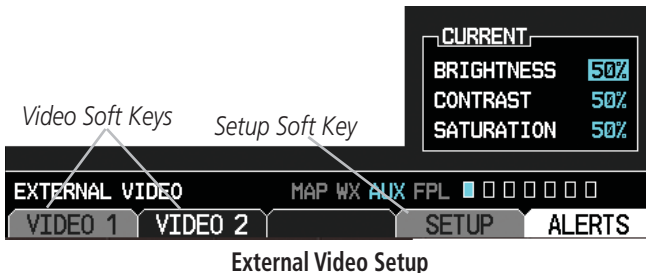 CURRENT
BRIGHTNESS 50%
CONTRAST 50%
SATURATION 50%
Video Soft Keys
Setup Soft Key
EXTERNAL VIDEO MAP WX AUX FPL
VIDEO 1 VIDEO 2 SETUP ALERTS
External Video Setup